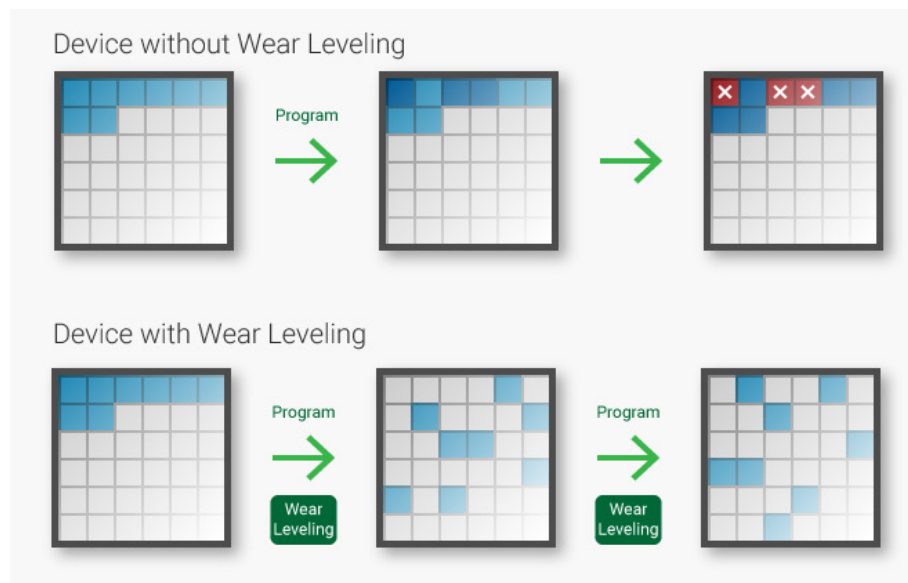 Device without Wear Leveling
Program
Device with Wear Leveling
Program
Wear
Leveling
Program
Wear
Leveling